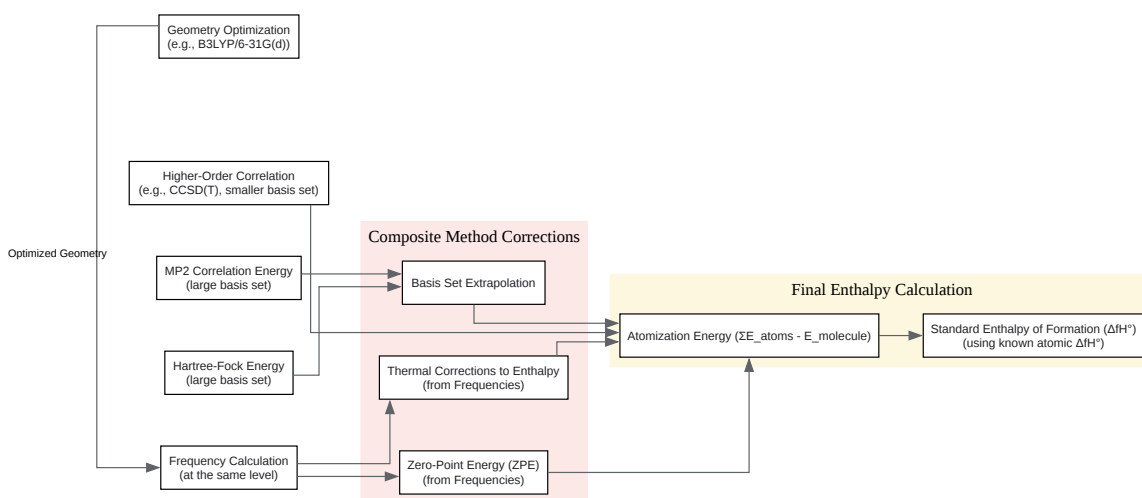 Geometry Optimization
(e.g., B3LYP/6-31G(d))
Higher-Order Correlation
(e.g., CCSD(T), smaller basis set)
Optimized Geometry
MP2 Correlation Energy
(large basis set)
Hartree-Fock Energy
(large basis set)
Frequency Calculation
(at the same level)
Composite Method Corrections
Basis Set Extrapolation
Thermal Corrections to Enthalpy
(from Frequencies)
Zero-Point Energy (ZPE)
(from Frequencies)
Final Enthalpy Calculation
Atomization Energy (ΣE_atoms - E_molecule)
Standard Enthalpy of Formation (ΔfH°)
(using known atomic ΔfH°)